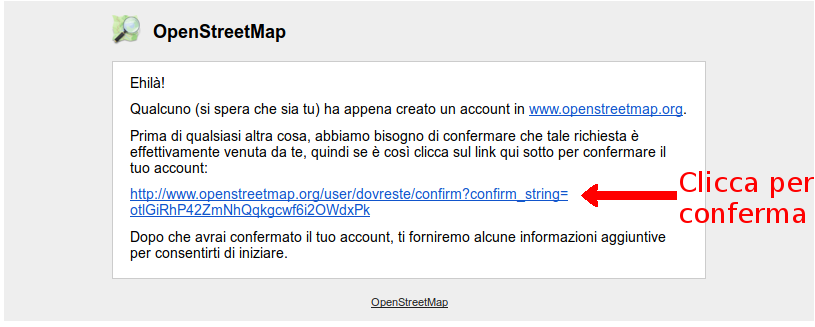 OpenStreetMap
Ehilà!
Qualcuno (si spera che sia tu) ha appena creato un account in www.openstreetmap.org.
Prima di qualsiasi altra cosa, abbiamo bisogno di confermare che tale richiesta è
effettivamente venuta da te, quindi se è così clicca sul link qui sotto per confermare il
tuo account:
http://www.openstreetmap.org/user/dovreste/confirm?confirm_string=
otlGiRhP42ZmNhQqkgcwf6i2OWdxPk
Clicca per
conferma
Dopo che avrai confermato il tuo account, ti forniremo alcune informazioni aggiuntive
per consentirti di iniziare.
OpenStreetMap